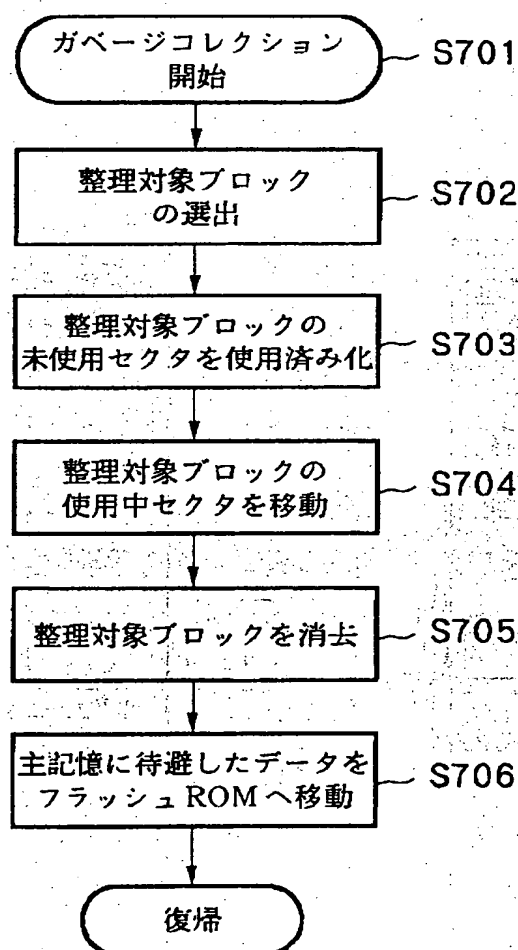 ガベージコレクション
開始
S701
整理対象ブロック
の選出
S702
整理対象ブロックの
未使用セクタを使用済み化
S703
整理対象ブロックの
使用中セクタを移動
S704
整理対象ブロックを消去
S705
主記憶に待避したデータを
フラッシュROMへ移動
S706
復帰